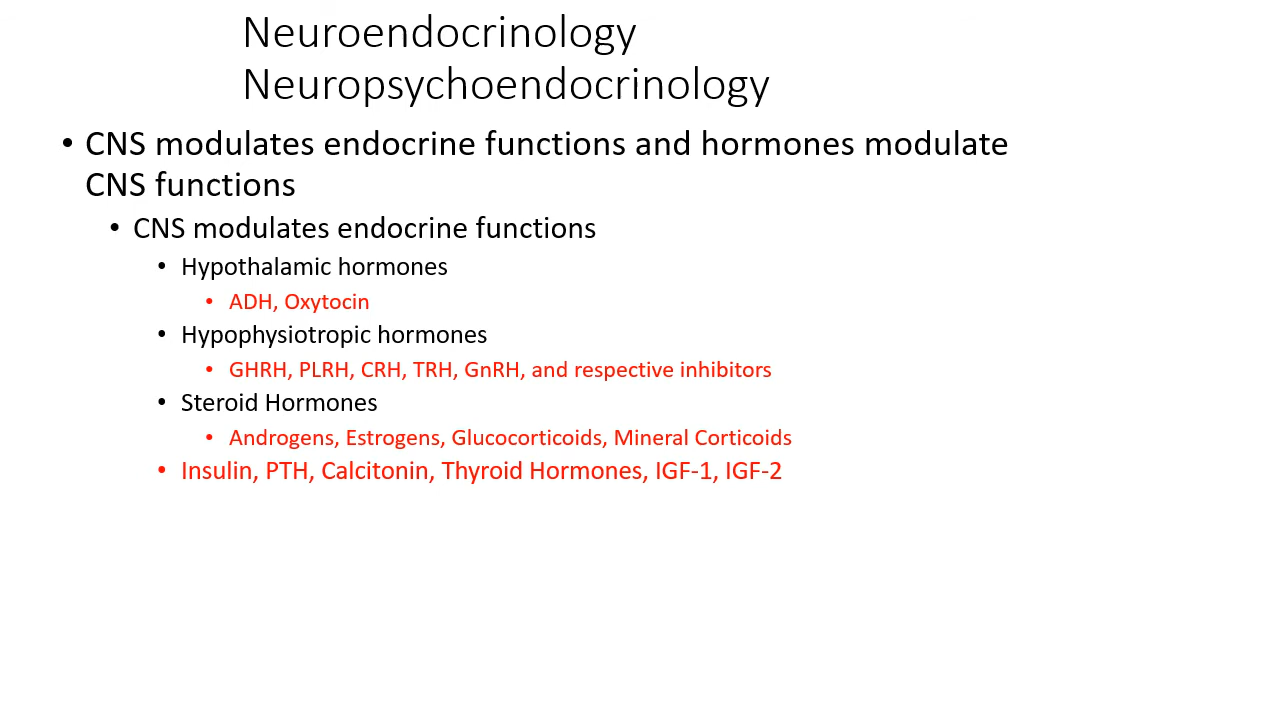 Neuroendocrinology
Neuropsychoendocrinology
• CNS modulates endocrine functions and hormones modulate
CNS functions
• CNS modulates endocrine functions
• Hypothalamic hormones
• ADH, Oxytocin
• Hypophysiotropic hormones
• GHRH, PLRH, CRH, TRH, GnRH, and respective inhibitors
• Steroid Hormones
• Androgens, Estrogens, Glucocorticoids, Mineral Corticoids
• Insulin, PTH, Calcitonin, Thyroid Hormones, IGF-1, IGF-2